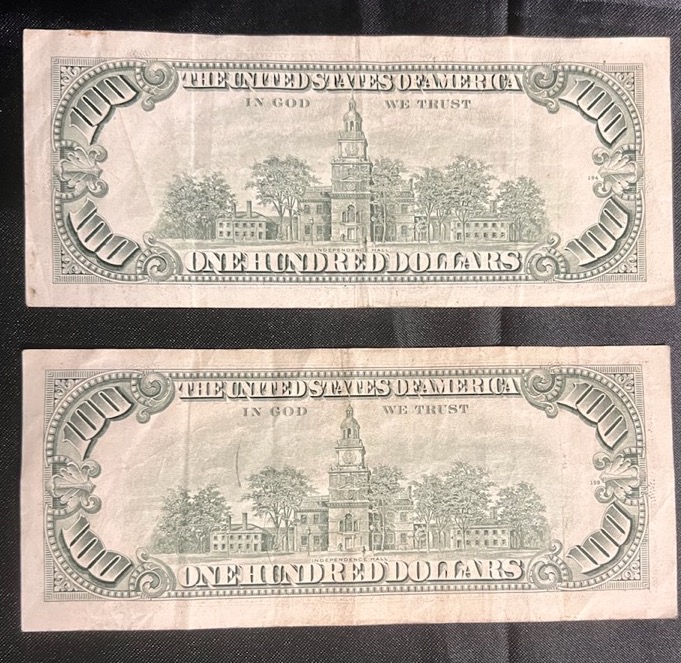 THE UNITED STATES OF AMERICA
100 100
IN GOD WE TRUST
194
INDEPENDENCE HALL
100 100
ONE HUNDRED DOLLARS
THE UNITED STATES OF AMERICA
100 100
IN GOD WE TRUST
INDEPENDENCE HALL
100 100
ONE HUNDRED DOLLARS